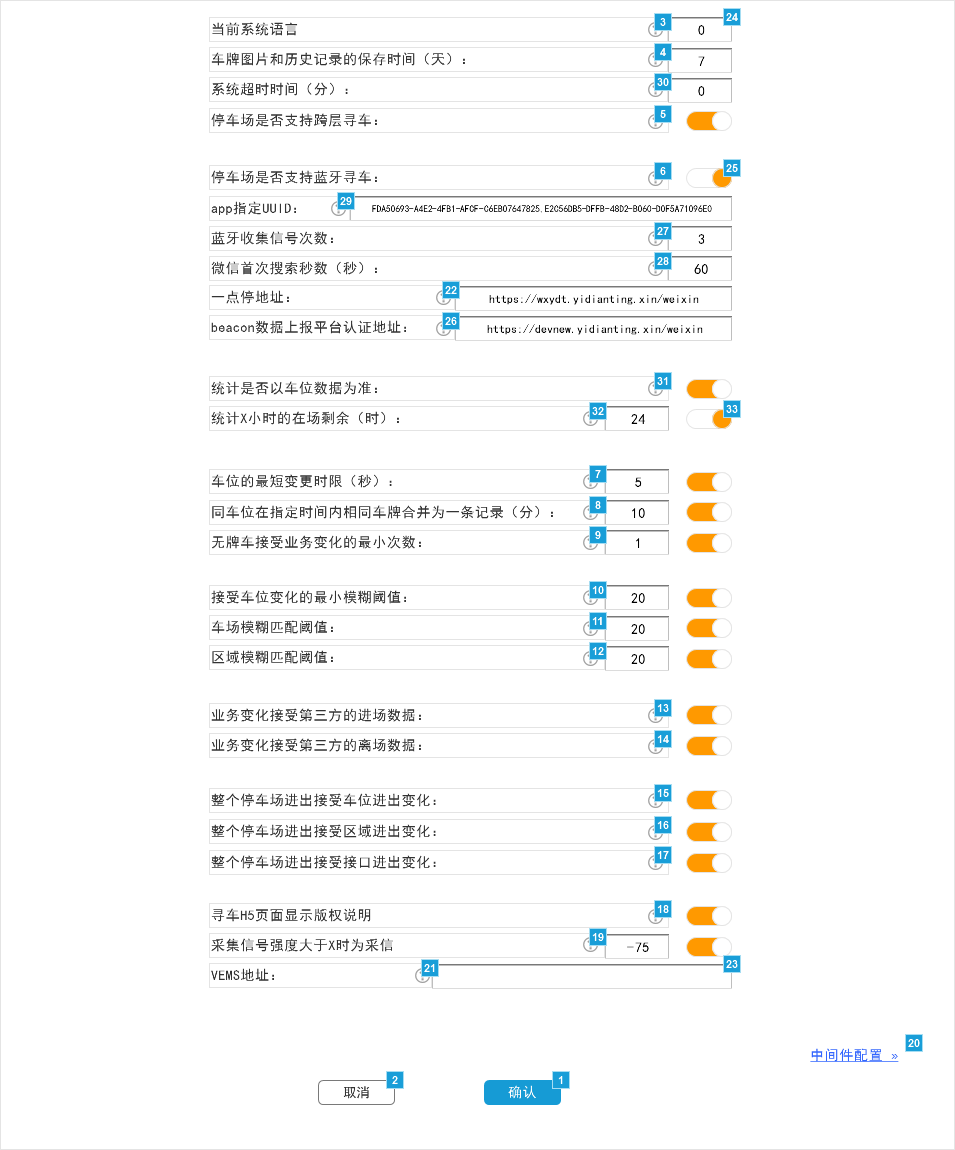 当前系统语言 3 0 24
车牌图片和历史记录的保存时间（天）： 4 7
系统超时时间（分）： 30 0
停车场是否支持跨层寻车： 5
停车场是否支持蓝牙寻车： 6 25
app指定UUID： 29 FDA50693-A4E2-4FB1-AFCF-C6EB07647825,E2C56DB5-DFFB-48D2-B060-D0F5A71096E0
蓝牙收集信号次数： 27 3
微信首次搜索秒数（秒）： 28 60
一点停地址： 22 https://wxydt.yidianting.xin/weixin
beacon数据上报平台认证地址： 26 https://devnew.yidianting.xin/weixin
统计是否以车位数据为准： 31
统计X小时的在场剩余（时）： 32 24 33
车位的最短变更时限（秒）： 7 5
同车位在指定时间内相同车牌合并为一条记录（分）： 8 10
无牌车接受业务变化的最小次数： 9 1
接受车位变化的最小模糊阈值： 10 20
车场模糊匹配阈值： 11 20
区域模糊匹配阈值： 12 20
业务变化接受第三方的进场数据： 13
业务变化接受第三方的离场数据： 14
整个停车场进出接受车位进出变化： 15
整个停车场进出接受区域进出变化： 16
整个停车场进出接受接口进出变化： 17
寻车H5页面显示版权说明 18
采集信号强度大于X时为采信 19 -75
VEMS地址： 21 23
中间件配置 » 20
取消 2 确认 1